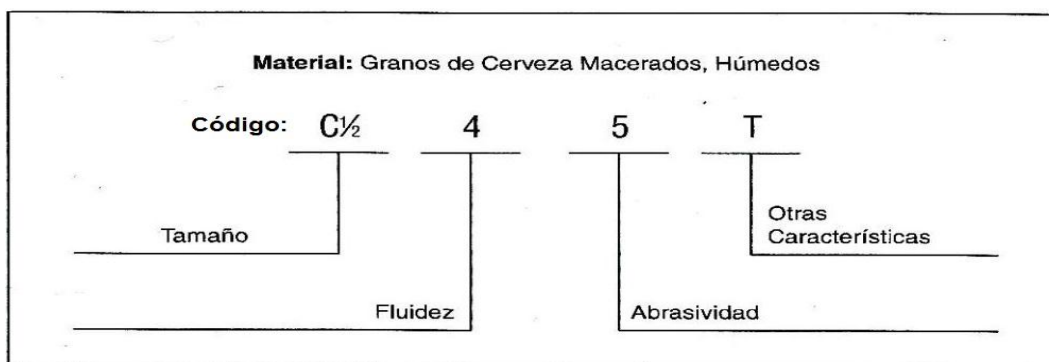 Material: Granos de Cerveza Macerados, Húmedos
Código: C½ 4 5 T
Tamaño
Otras
Características
Fluidez
Abrasividad